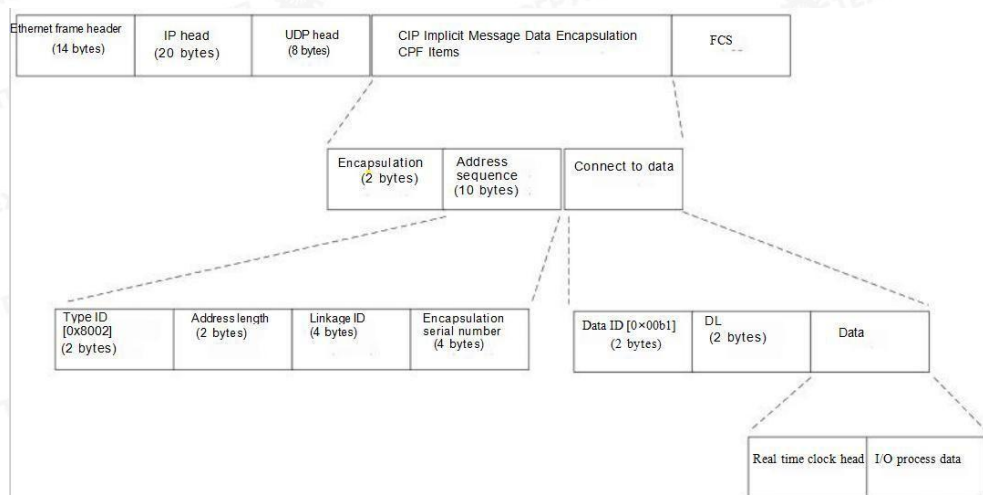 Ethernet frame header
(14 bytes)
IP head
(20 bytes)
UDP head
(8 bytes)
CIP Implicit Message Data Encapsulation
CPF Items
FCS
Encapsulation
(2 bytes)
Address
sequence
(10 bytes)
Connect to data
Type ID
[0x8002]
(2 bytes)
Address length
(2 bytes)
Linkage ID
(4 bytes)
Encapsulation
serial number
(4 bytes)
Data ID [0×00b1]
(2 bytes)
DL
(2 bytes)
Data
Real time clock head
I/O process data